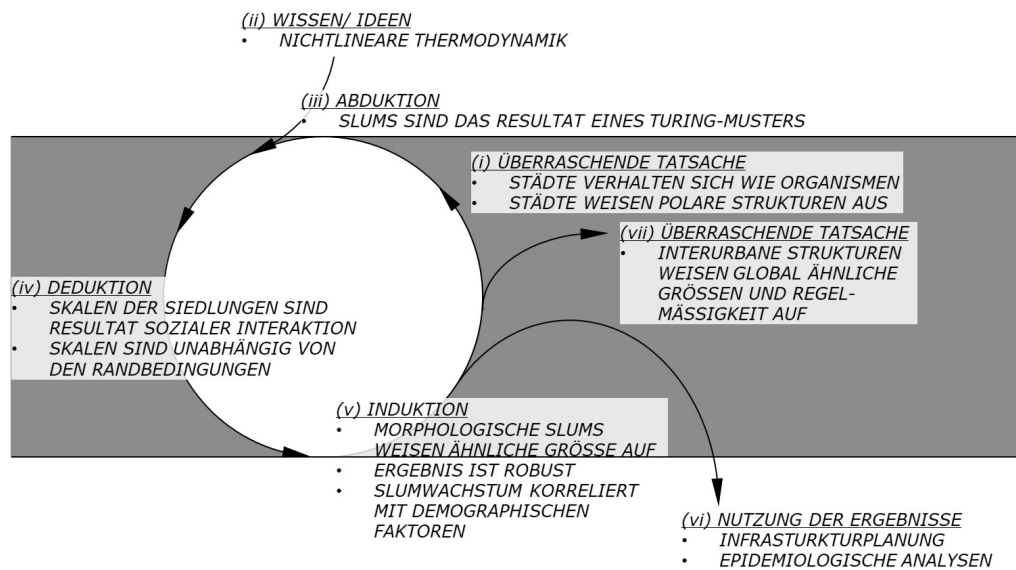 (ii) WISSEN/ IDEEN
• NICHTLINEARE THERMODYNAMIK
(iii) ABDUKTION
• SLUMS SIND DAS RESULTAT EINES TURING-MUSTERS
(i) ÜBERRASCHENDE TATSACHE
• STÄDTE VERHALTEN SICH WIE ORGANISMEN
• STÄDTE WEISEN POLARE STRUKTUREN AUS
(vii) ÜBERRASCHENDE TATSACHE
• INTERURBANE STRUKTUREN
WEISEN GLOBAL ÄHNLICHE
GRÖSSEN UND REGEL-
MÄSSIGKEIT AUF
(iv) DEDUKTION
• SKALEN DER SIEDLUNGEN SIND
RESULTAT SOZIALER INTERAKTION
• SKALEN SIND UNABHÄNGIG VON
DEN RANDBEDINGUNGEN
(v) INDUKTION
• MORPHOLOGISCHE SLUMS
WEISEN ÄHNLICHE GRÖSSE AUF
• ERGEBNIS IST ROBUST
• SLUMWACHSTUM KORRELIERT
MIT DEMOGRAPHISCHEN
FAKTOREN
(vi) NUTZUNG DER ERGEBNISSE
• INFRASTURKTURPLANUNG
• EPIDEMIOLOGISCHE ANALYSEN